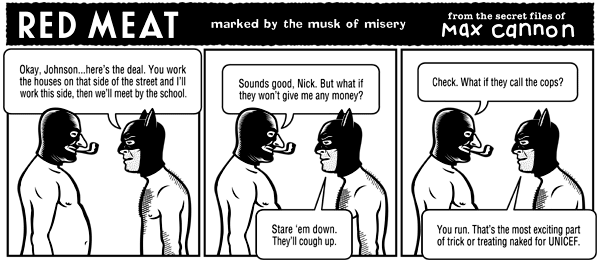 RED MEAT
marked by the musk of misery
from the secret files of
Max cannon
Okay, Johnson...here's the deal. You work
the houses on that side of the street and I'll
work this side, then we'll meet by the school.
Sounds good, Nick. But what if
they won't give me any money?
Stare 'em down.
They'll cough up.
Check. What if they call the cops?
You run. That's the most exciting part
of trick or treating naked for UNICEF.